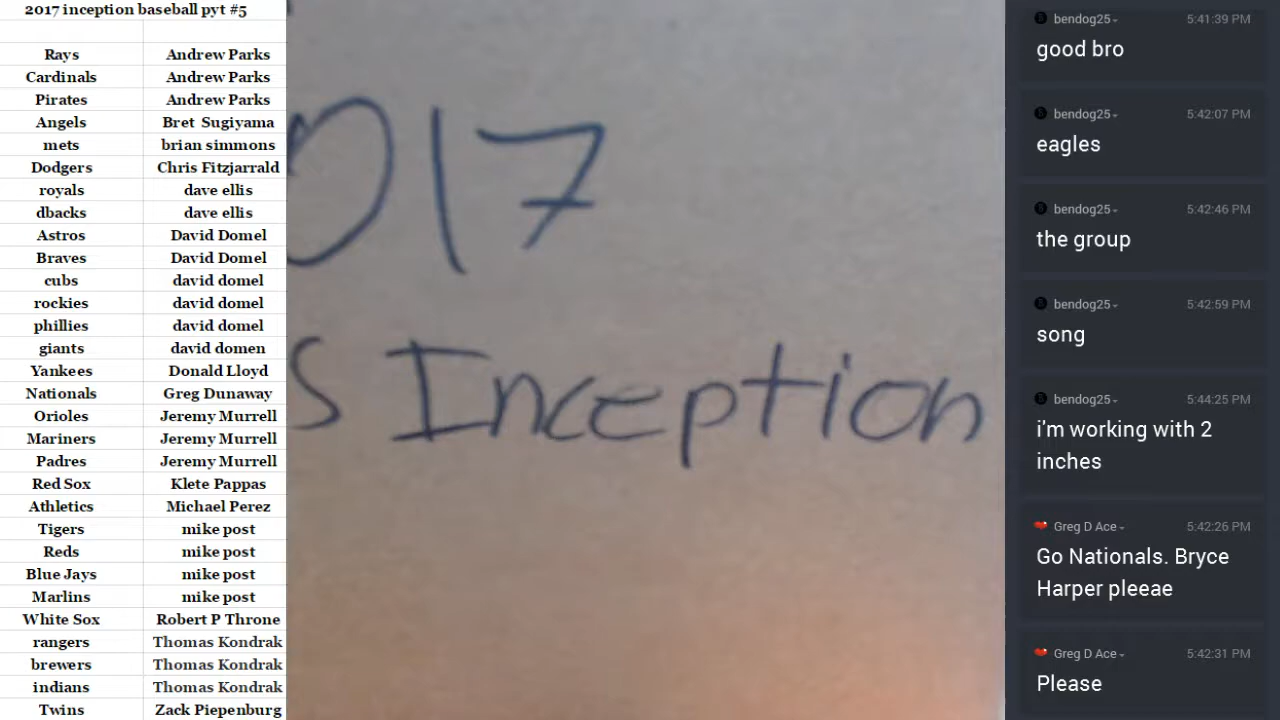 2017 inception baseball pyt #5
Rays Andrew Parks
Cardinals Andrew Parks
Pirates Andrew Parks
Angels Bret Sugiyama
mets brian simmons
Dodgers Chris Fitzjarrald
royals dave ellis
dbacks dave ellis
Astros David Domel
Braves David Domel
cubs david domel
rockies david domel
phillies david domel
giants david domen
Yankees Donald Lloyd
Nationals Greg Dunaway
Orioles Jeremy Murrell
Mariners Jeremy Murrell
Padres Jeremy Murrell
Red Sox Klete Pappas
Athletics Michael Perez
Tigers mike post
Reds mike post
Blue Jays mike post
Marlins mike post
White Sox Robert P Throne
rangers Thomas Kondrak
brewers Thomas Kondrak
indians Thomas Kondrak
Twins Zack Piepenburg
017
s Inception
bendog25 5:41:39 PM
good bro
bendog25 5:42:07 PM
eagles
bendog25 5:42:46 PM
the group
bendog25 5:42:59 PM
song
bendog25 5:44:25 PM
i'm working with 2
inches
Greg D Ace 5:42:26 PM
Go Nationals. Bryce
Harper pleeae
Greg D Ace 5:42:31 PM
Please